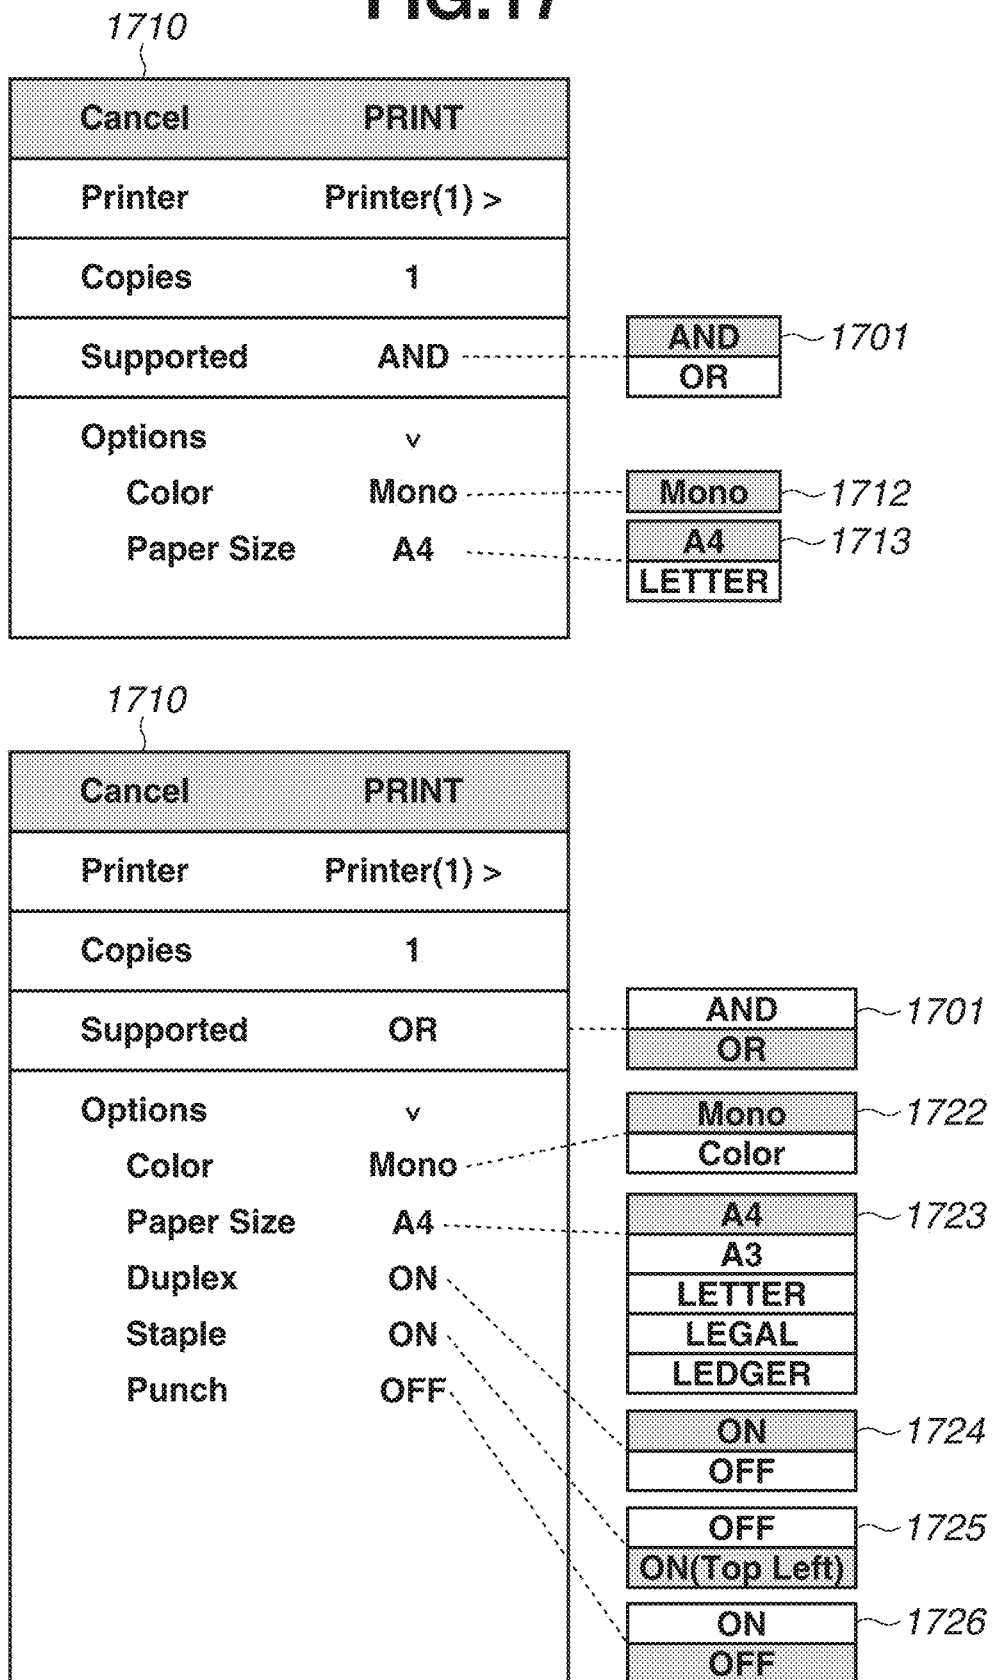 FIG.17
1710
Cancel PRINT
Printer Printer(1) >
Copies 1
Supported AND
AND 1701
OR
Options v
Color Mono
Mono 1712
Paper Size A4
A4 1713
LETTER
1710
Cancel PRINT
Printer Printer(1) >
Copies 1
Supported OR
AND 1701
OR
Options v
Color Mono
Paper Size A4
Duplex ON
Staple ON
Punch OFF
Mono 1722
Color
A4 1723
A3
LETTER
LEGAL
LEDGER
ON 1724
OFF
OFF 1725
ON(Top Left)
ON 1726
OFF